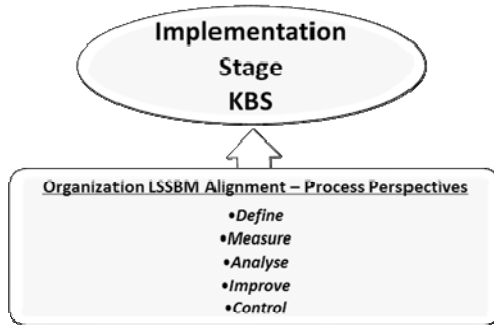 Implementation
Stage
KBS
Organization LSSBM Alignment – Process Perspectives
•Define
•Measure
•Analyse
•Improve
•Control